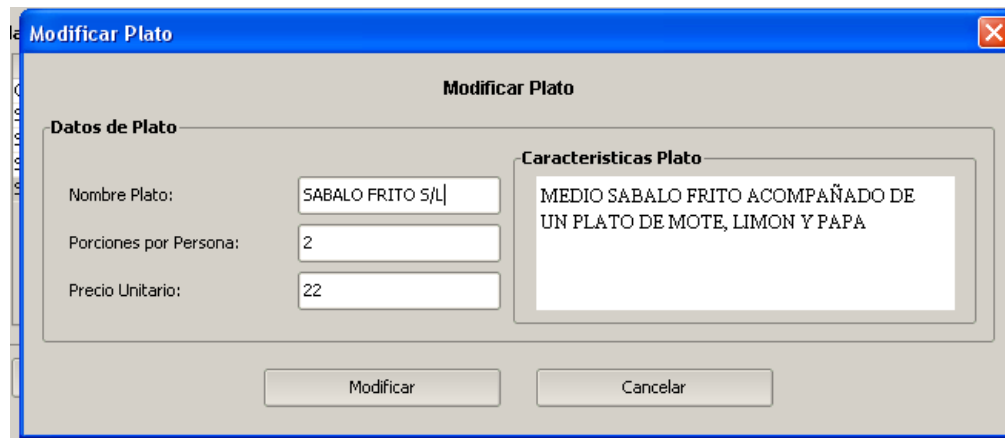 Modificar Plato
Modificar Plato
Datos de Plato
Caracteristicas Plato
Nombre Plato:
SABALO FRITO S/L
MEDIO SABALO FRITO ACOMPAÑADO DE
UN PLATO DE MOTE, LIMON Y PAPA
Porciones por Persona:
2
Precio Unitario:
22
Modificar
Cancelar